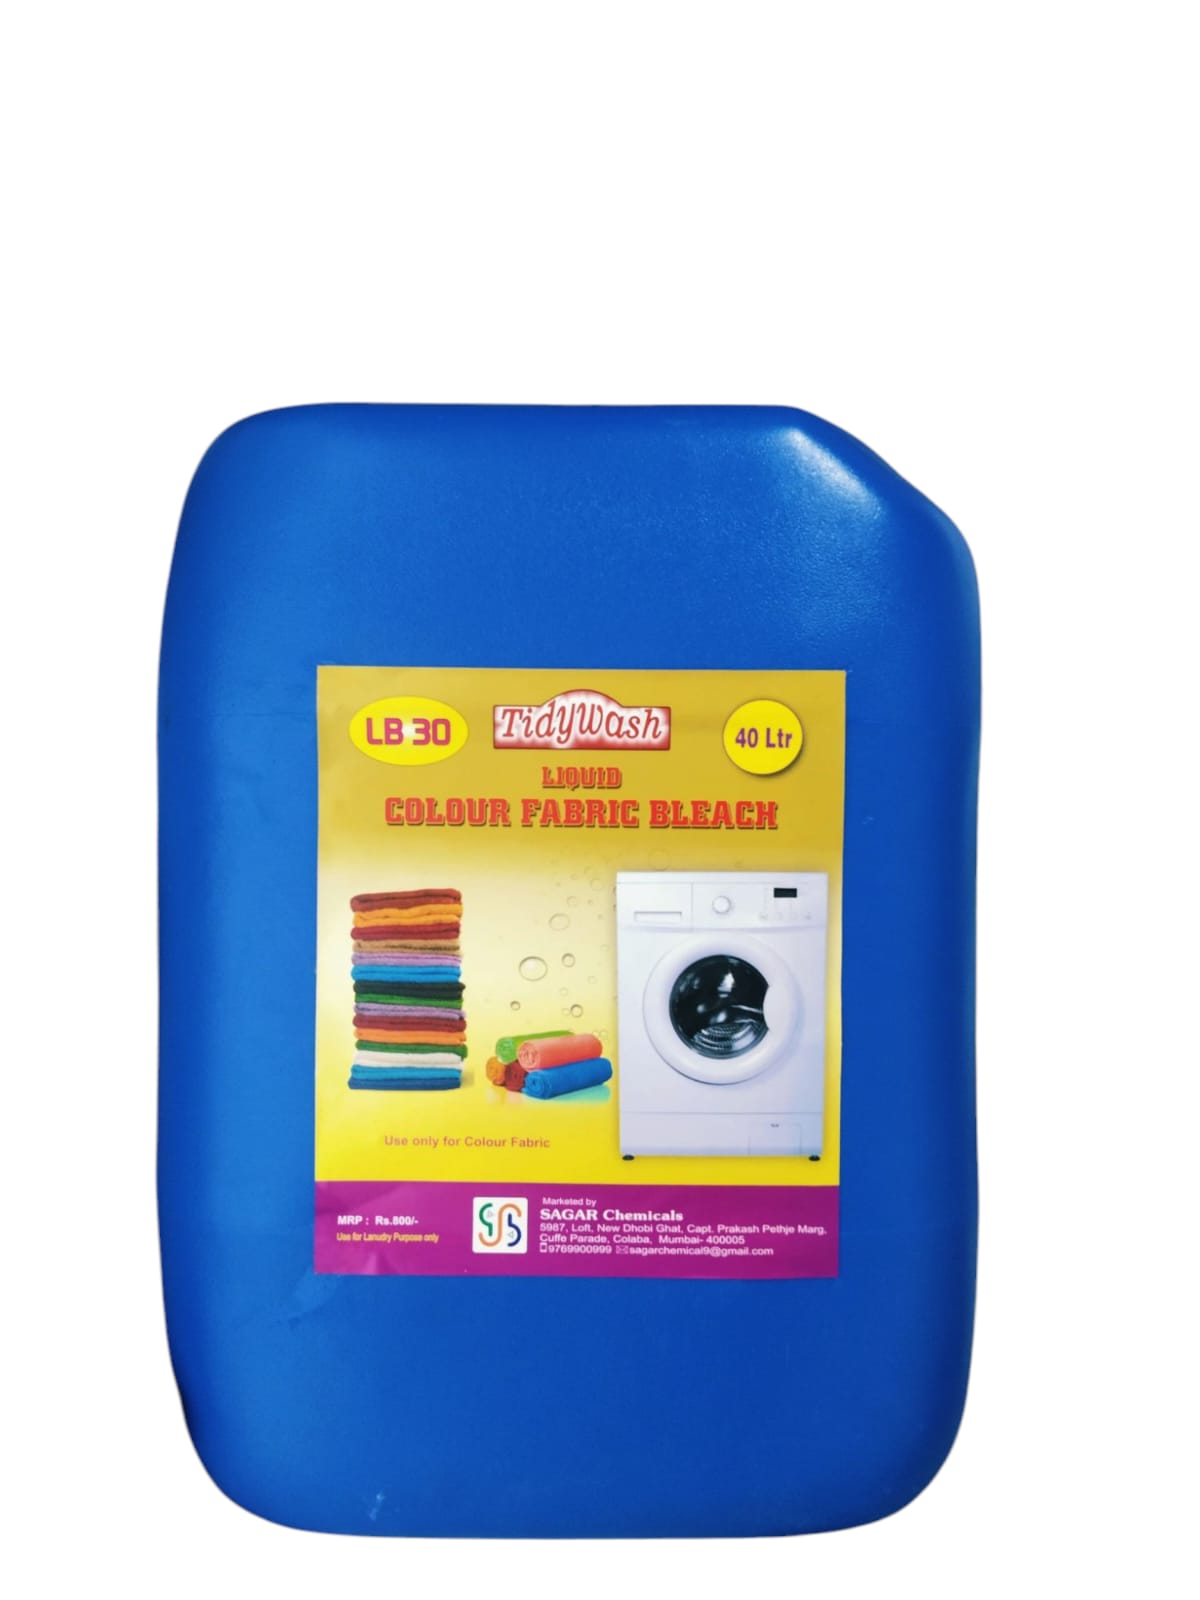 LB 30
TidyWash
40 Ltr
LIQUID
COLOUR FABRIC BLEACH
Use only for Colour Fabric
MRP : Rs.800/-
Use for Lanudry Purpose only
Marketed by
SAGAR Chemicals
5987, Loft, New Dhobi Ghat, Capt. Prakash Pethje Marg,
Cuffe Parade, Colaba, Mumbai- 400005
9769900999 sagarchemical9@gmail.com